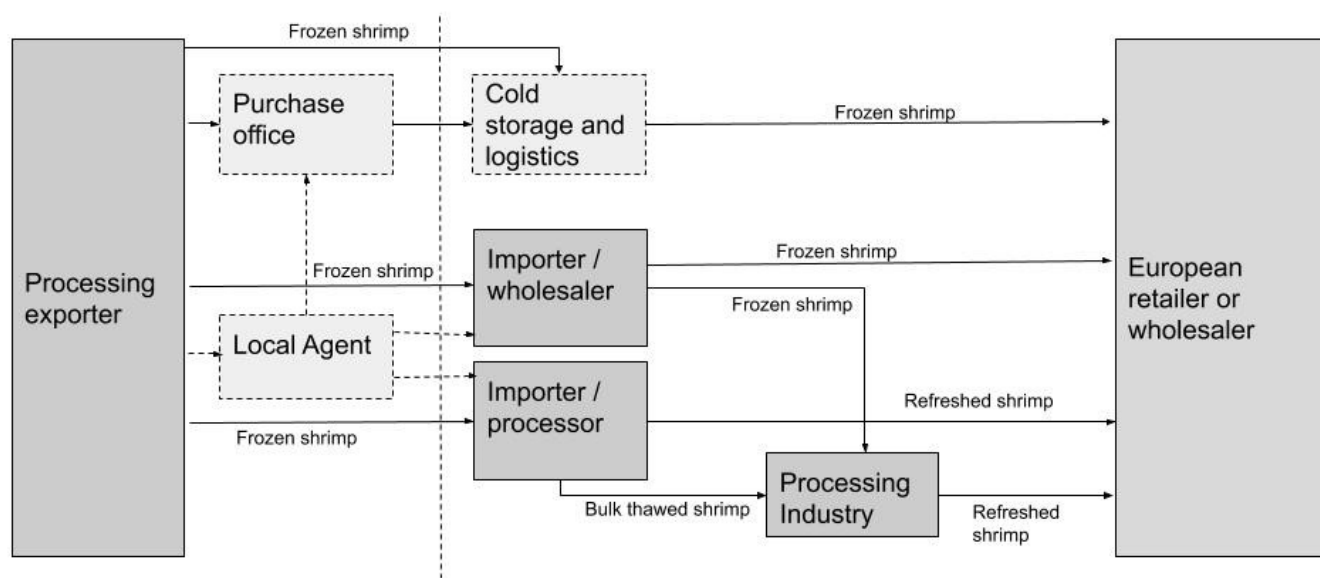 Frozen shrimp
Purchase
office
Cold
storage and
logistics
Frozen shrimp
Processing
exporter
Frozen shrimp
Importer /
wholesaler
Frozen shrimp
Frozen shrimp
European
retailer or
wholesaler
Local Agent
Importer /
processor
Frozen shrimp
Refreshed shrimp
Bulk thawed shrimp
Processing
Industry
Refreshed
shrimp